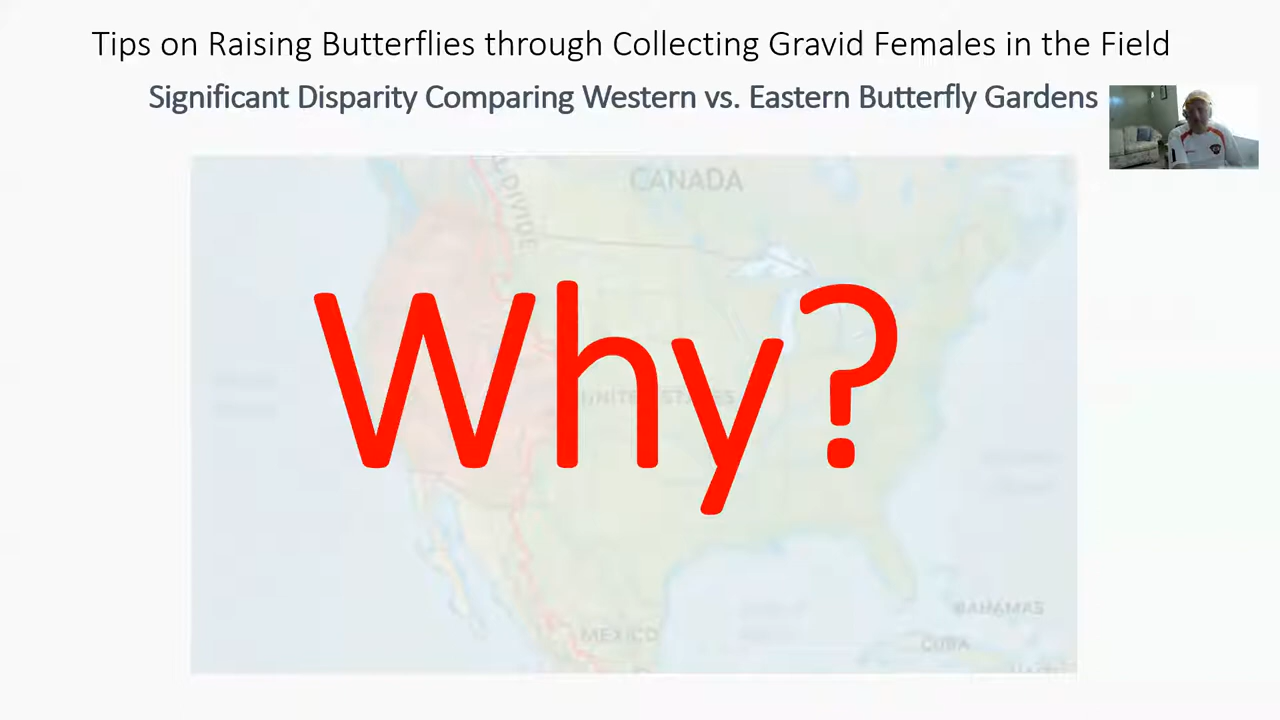 Tips on Raising Butterflies through Collecting Gravid Females in the Field
Significant Disparity Comparing Western vs. Eastern Butterfly Gardens
CANADA
DIVIDE
Why?
UNITED STATES
BAHAMAS
MEXICO
CUBA